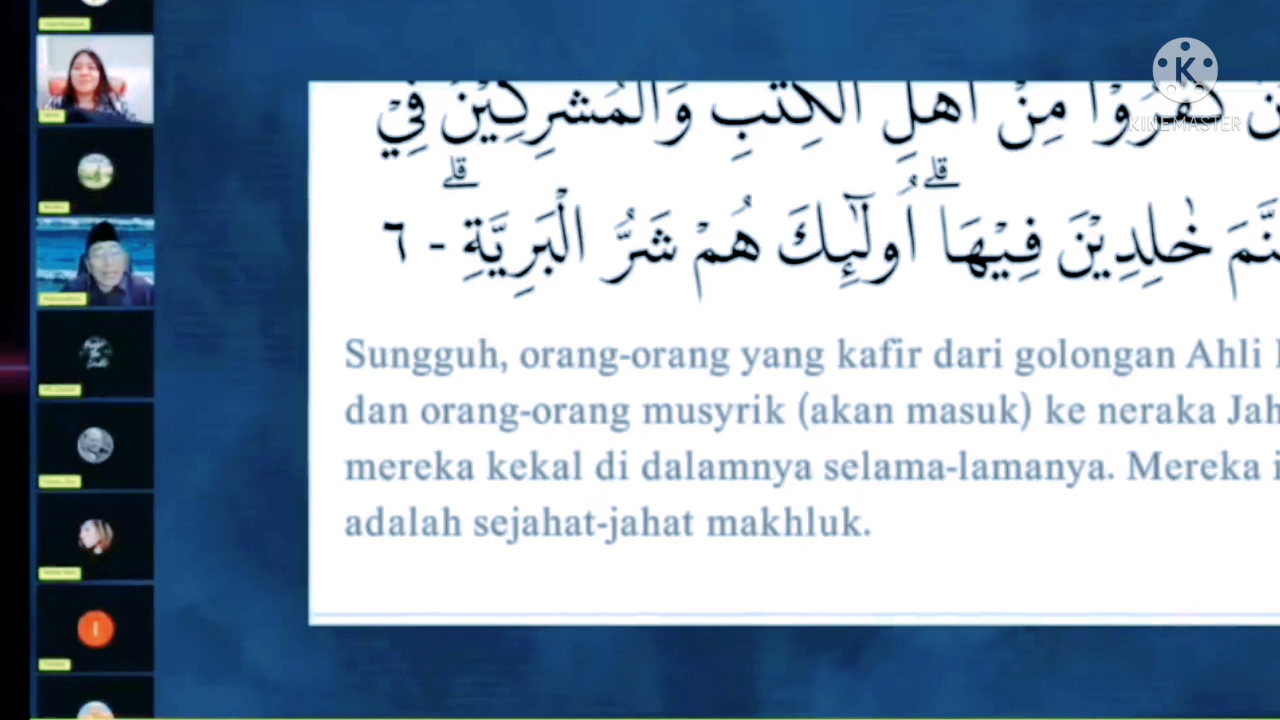 K
KINEMASTER
كَفَرُوْا مِنْ اَهْلِ الْكِتٰبِ وَالْمُشْرِكِيْنَ فِيْ
خٰلِدِيْنَ فِيْهَاۗ اُولٰۤىِٕكَ هُمْ شَرُّ الْبَرِيَّةِۗ - ٦
Sungguh, orang-orang yang kafir dari golongan Ahli
dan orang-orang musyrik (akan masuk) ke neraka
mereka kekal di dalamnya selama-lamanya. Mereka
adalah sejahat-jahat makhluk.